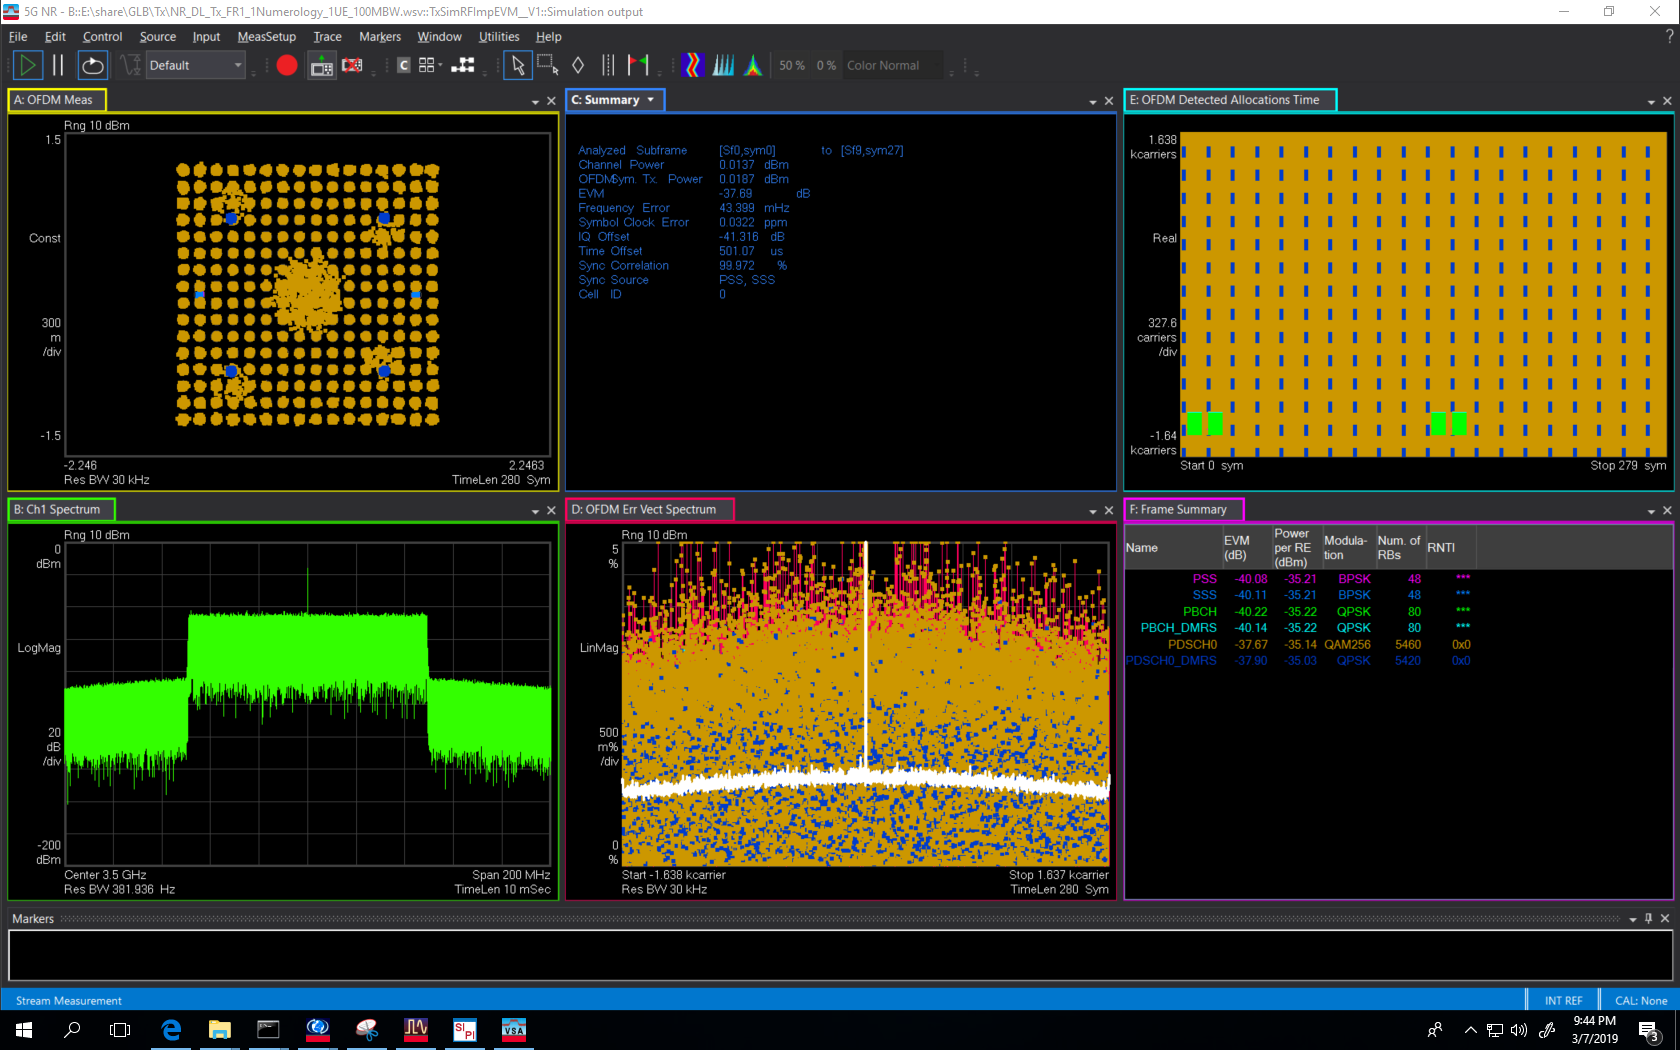 5G NR - B::E:\share\GLB\Tx\NR_DL_Tx_FR1_1Numerology_1UE_100MBW.wsv::TxSimRFImpEVM__V1::Simulation output
File Edit Control Source Input MeasSetup Trace Markers Window Utilities Help
Default C 50 % 0 % Color Normal
A: OFDM Meas
Rng 10 dBm
1.5
Const
300
m
/div
-1.5
-2.246 2.2463
Res BW 30 kHz TimeLen 280 Sym
C: Summary
Analyzed Subframe [Sf0,sym0] to [Sf9,sym27]
Channel Power 0.0137 dBm
OFDMSym. Tx. Power 0.0187 dBm
EVM -37.69 dB
Frequency Error 43.399 mHz
Symbol Clock Error 0.0322 ppm
IQ Offset -41.316 dB
Time Offset 501.07 us
Sync Correlation 99.972 %
Sync Source PSS, SSS
Cell ID 0
E: OFDM Detected Allocations Time
1.638
kcarriers
Real
327.6
carriers
/div
-1.64
kcarriers
Start 0 sym Stop 279 sym
B: Ch1 Spectrum
Rng 10 dBm
0
dBm
LogMag
20
dB
/div
-200
dBm
Center 3.5 GHz Span 200 MHz
Res BW 381.936 Hz TimeLen 10 mSec
D: OFDM Err Vect Spectrum
Rng 10 dBm
5
%
LinMag
500
m%
/div
0
%
Start -1.638 kcarrier Stop 1.637 kcarrier
Res BW 30 kHz TimeLen 280 Sym
F: Frame Summary
Name EVM (dB) Power per RE (dBm) Modula-tion Num. of RBs RNTI
PSS -40.08 -35.21 BPSK 48 ***
SSS -40.11 -35.21 BPSK 48 ***
PBCH -40.22 -35.22 QPSK 80 ***
PBCH_DMRS -40.14 -35.22 QPSK 80 ***
PDSCH0 -37.67 -35.14 QAM256 5460 0x0
PDSCH0_DMRS -37.90 -35.03 QPSK 5420 0x0
Markers
Stream Measurement INT REF CAL: None
SI PI VSA
9:44 PM
3/7/2019
3